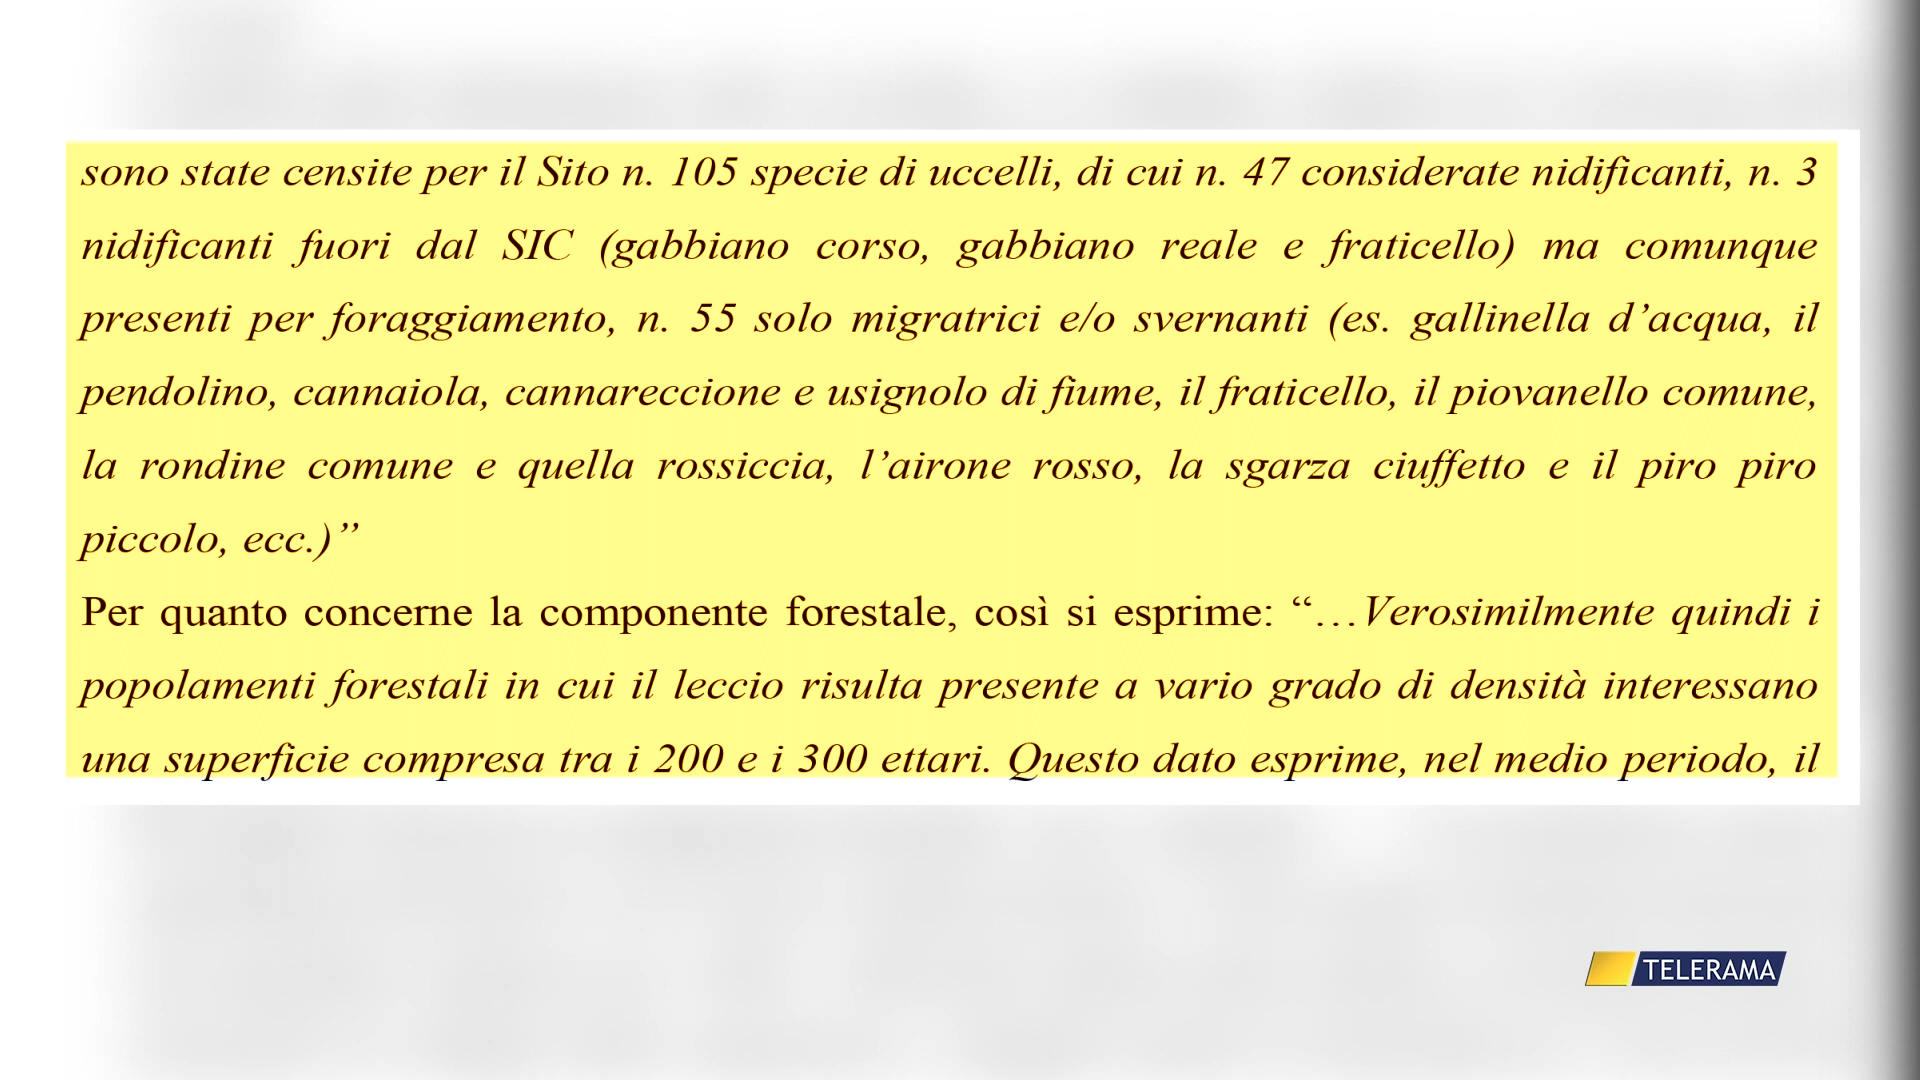 sono state censite per il Sito n. 105 specie di uccelli, di cui n. 47 considerate nidificanti, n. 3
nidificanti fuori dal SIC (gabbiano corso, gabbiano reale e fraticello) ma comunque
presenti per foraggiamento, n. 55 solo migratrici e/o svernanti (es. gallinella d’acqua, il
pendolino, cannaiola, cannareccione e usignolo di fiume, il fraticello, il piovanello comune,
la rondine comune e quella rossiccia, l’airone rosso, la sgarza ciuffetto e il piro piro
piccolo, ecc.)”
Per quanto concerne la componente forestale, così si esprime: “…Verosimilmente quindi i
popolamenti forestali in cui il leccio risulta presente a vario grado di densità interessano
una superficie compresa tra i 200 e i 300 ettari. Questo dato esprime, nel medio periodo, il
TELERAMA